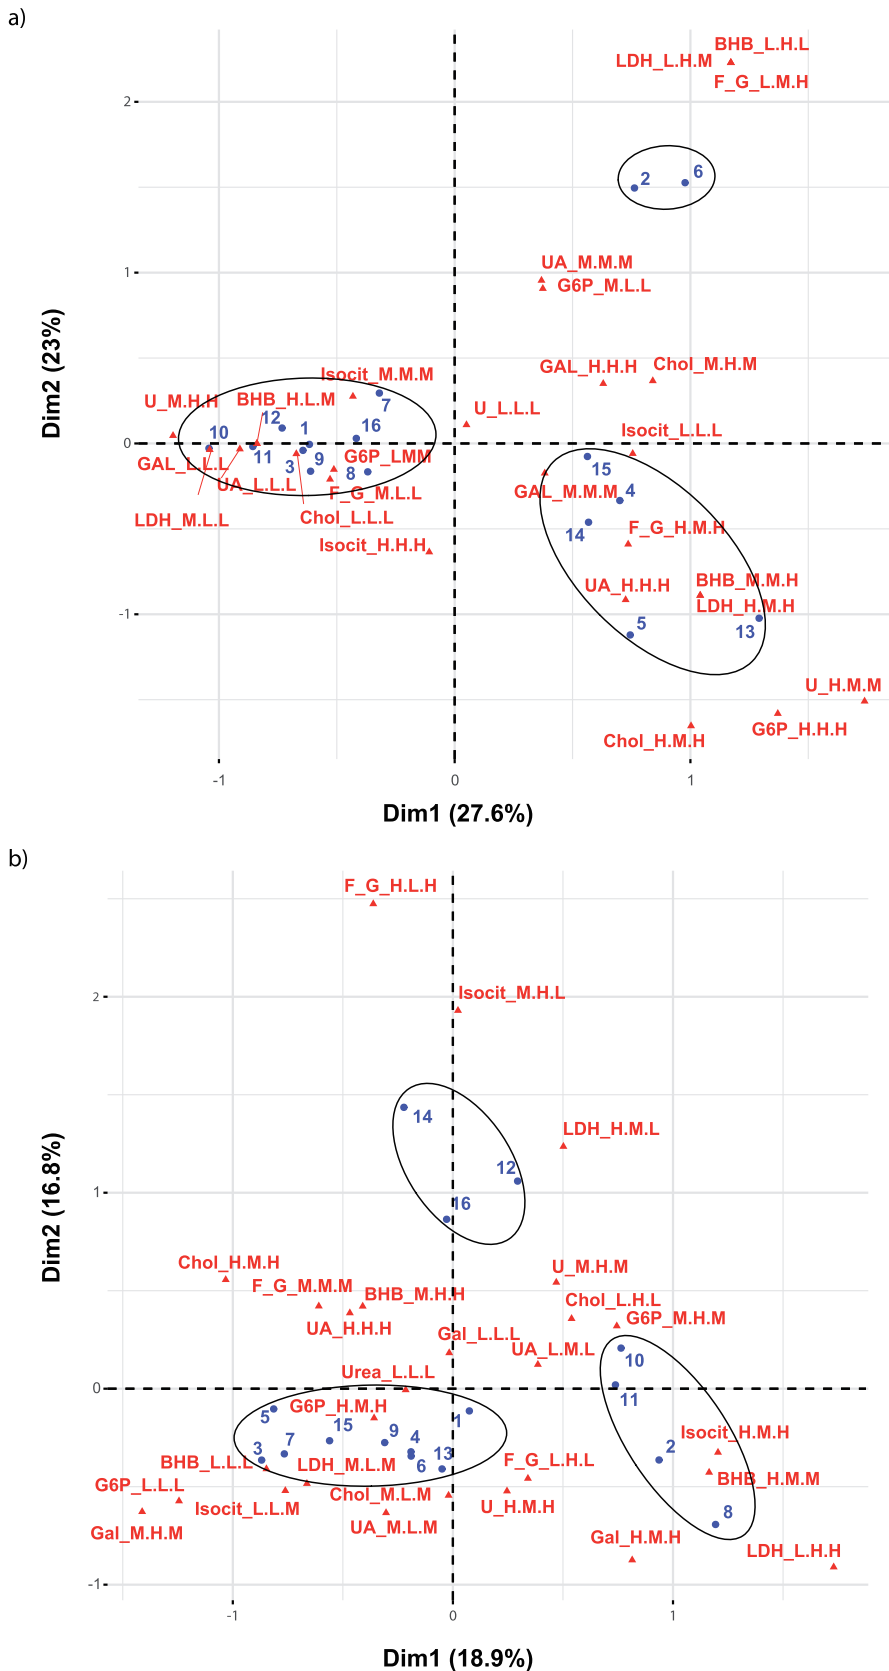 a)
BHB_L.H.L
LDH_L.H.M
F_G_L.M.H
2
6
2
UA_M.M.M
1
G6P_M.L.L
GAL_H.H.H
Chol_M.H.M
Isocit_M.M.M
U_M.H.H
BHB_H.L.M
7
U_L.L.L
12
1
16
10
Isocit_L.L.L
0
11
3
9
G6P_LMM
GAL_L.L.L
8
15
UA_L.L.L
F_G_M.L.L
GAL_M.M.M
4
LDH_M.L.L
Chol_L.L.L
14
F_G_H.M.H
Isocit_H.H.H
UA_H.H.H
BHB_M.M.H
LDH_H.M.H
-1
5
13
U_H.M.M
Chol_H.M.H
G6P_H.H.H
-1
0
1
Dim1 (27.6%)
Dim2 (23%)
b)
F_G_H.L.H
2
Isocit_M.H.L
14
LDH_H.M.L
12
1
16
Chol_H.M.H
U_M.H.M
F_G_M.M.M
BHB_M.H.H
Chol_L.H.L
UA_H.H.H
G6P_M.H.M
Gal_L.L.L
UA_L.M.L
10
Urea_L.L.L
0
G6P_H.M.H
11
5
15
1
9
4
Isocit_H.M.H
3
7
2
13
BHB_L.L.L
LDH_M.L.M
6
F_G_L.H.L
BHB_H.M.M
G6P_L.L.L
Chol_M.L.M
Isocit_L.L.M
U_H.M.H
8
Gal_M.H.M
UA_M.L.M
Gal_H.M.H
LDH_L.H.H
-1
-1
0
1
Dim1 (18.9%)
Dim2 (16.8%)